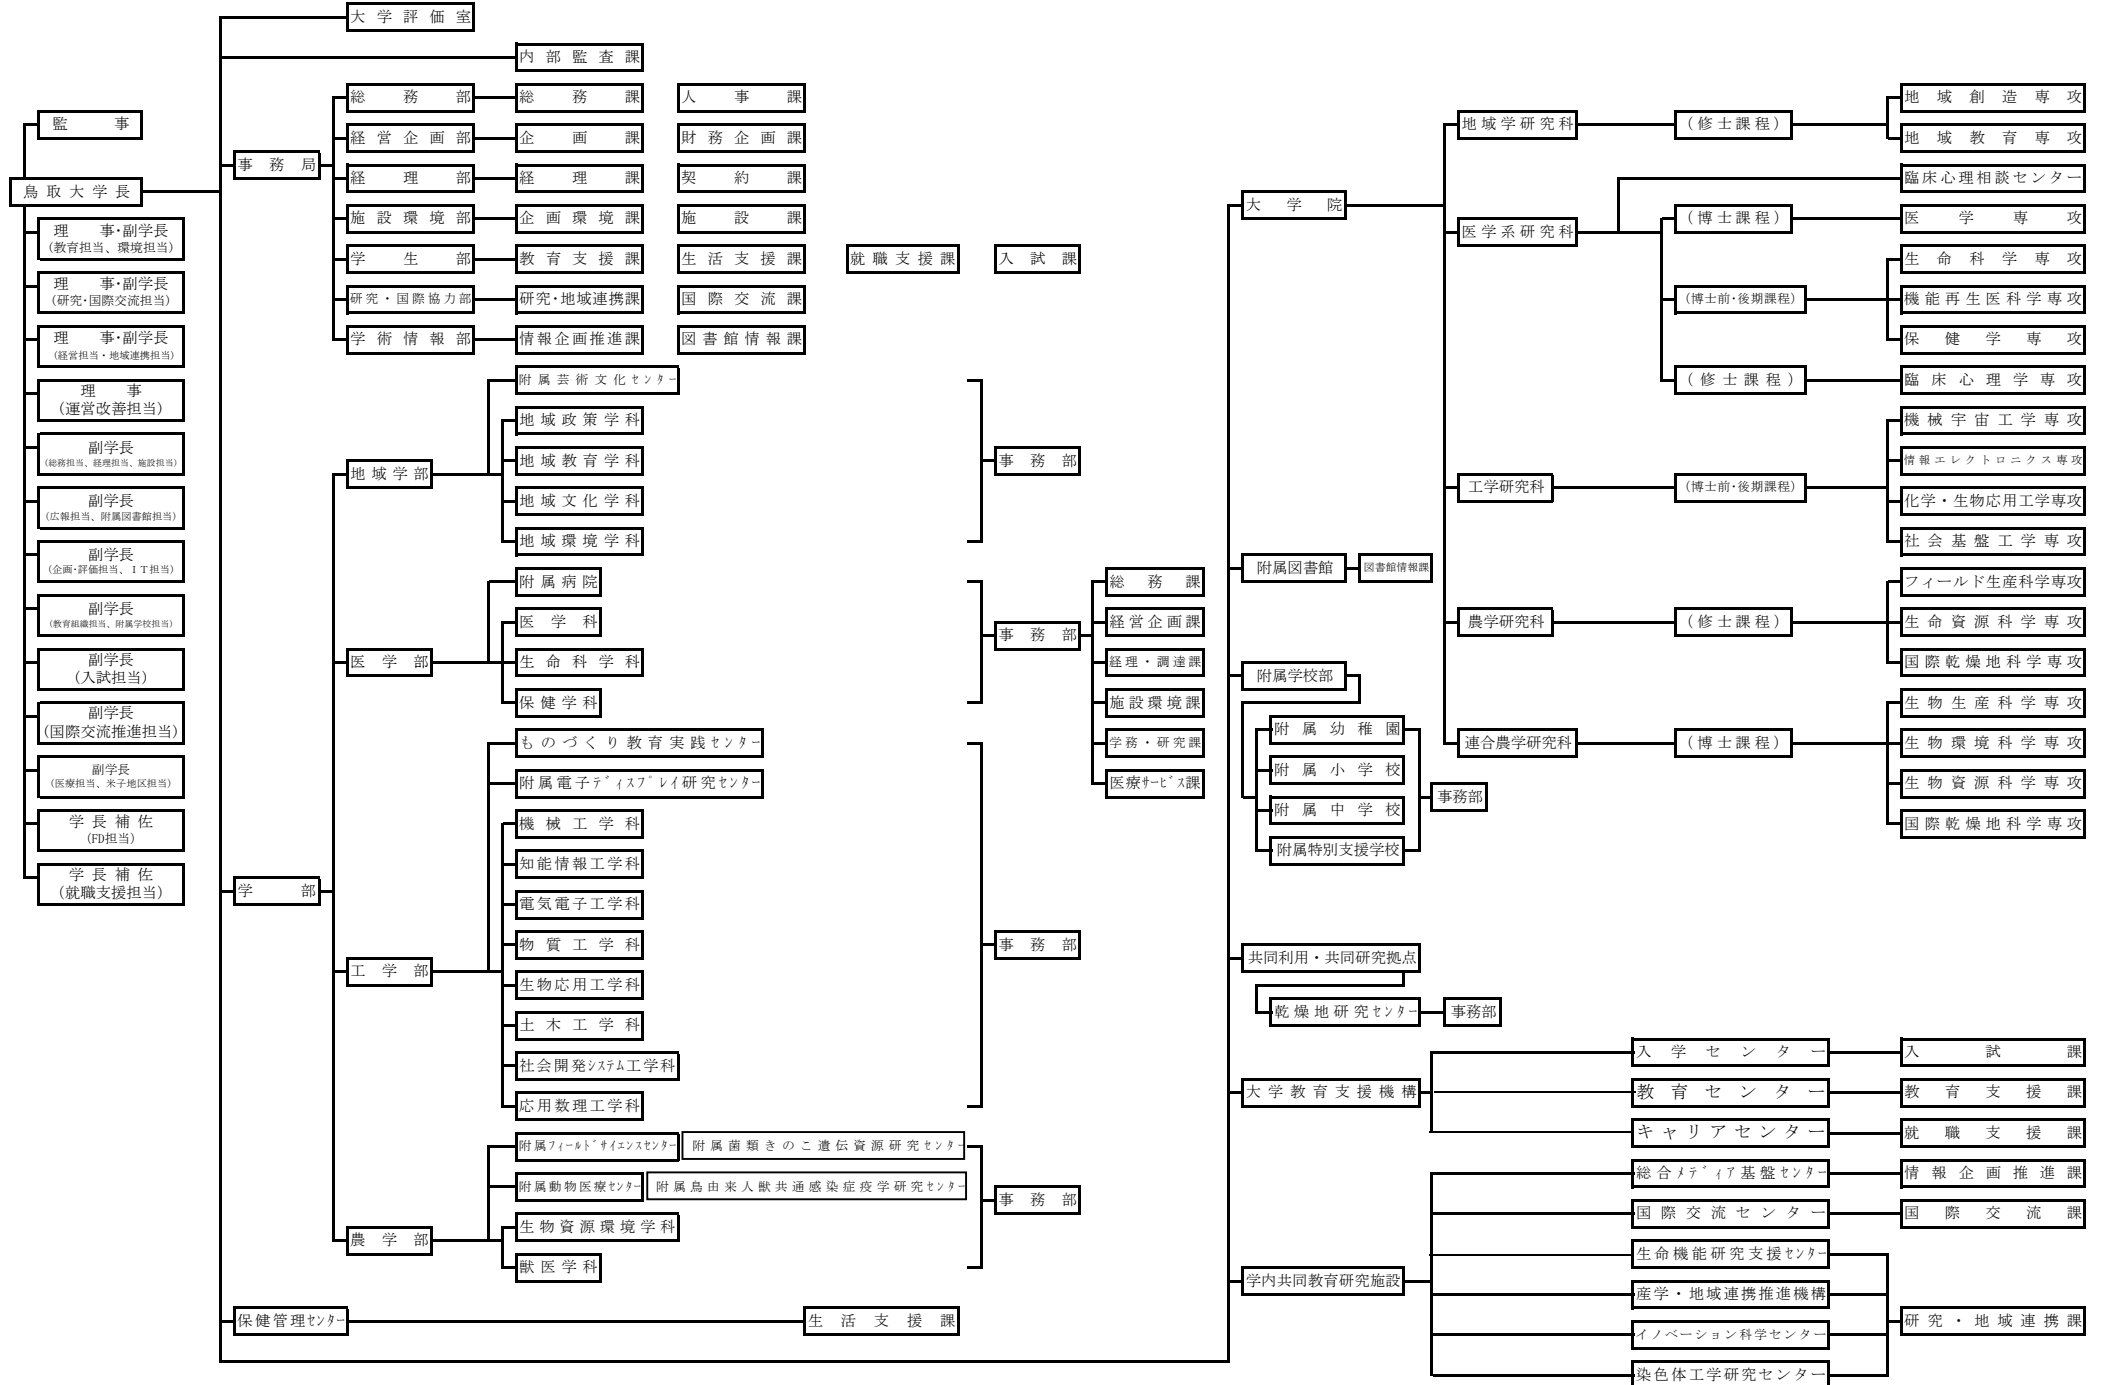 大学評価室
内部監査課
監事
鳥取大学長
理事･副学長
(教育担当、環境担当)
理事･副学長
(研究･国際交流担当)
理事･副学長
(経営担当・地域連携担当)
理事
(運営改善担当)
副学長
(総務担当、経理担当、施設担当)
副学長
(広報担当、附属図書館担当)
副学長
(企画･評価担当、ＩＴ担当)
副学長
(教育組織担当、附属学校担当)
副学長
(入試担当)
副学長
(国際交流推進担当)
副学長
(医療担当、米子地区担当)
学長補佐
(FD担当)
学長補佐
(就職支援担当)
事務局
総務部 総務課 人事課
経営企画部 企画課 財務企画課
経理部 経理課 契約課
施設環境部 企画環境課 施設課
学生部 教育支援課 生活支援課 就職支援課 入試課
研究・国際協力部 研究･地域連携課 国際交流課
学術情報部 情報企画推進課 図書館情報課
学部
地域学部
附属芸術文化ｾﾝﾀｰ
地域政策学科
地域教育学科
地域文化学科
地域環境学科
事務部
医学部
附属病院
医学科
生命科学科
保健学科
事務部
総務課
経営企画課
経理・調達課
施設環境課
学務・研究課
医療ｻｰﾋﾞｽ課
工学部
ものづくり教育実践ｾﾝﾀｰ
附属電子ﾃﾞｨｽﾌﾟﾚｲ研究ｾﾝﾀｰ
機械工学科
知能情報工学科
電気電子工学科
物質工学科
生物応用工学科
土木工学科
社会開発ｼｽﾃﾑ工学科
応用数理工学科
事務部
農学部
附属ﾌｨｰﾙﾄﾞｻｲｴﾝｽｾﾝﾀｰ 附属菌類きのこ遺伝資源研究ｾﾝﾀｰ
附属動物医療ｾﾝﾀｰ 附属鳥由来人獣共通感染症疫学研究ｾﾝﾀｰ
生物資源環境学科
獣医学科
事務部
保健管理ｾﾝﾀｰ 生活支援課
大学院
地域学研究科 (修士課程)
地域創造専攻
地域教育専攻
医学系研究科
臨床心理相談センター
(博士課程) 医学専攻
(博士前･後期課程)
生命科学専攻
機能再生医科学専攻
保健学専攻
(修士課程) 臨床心理学専攻
工学研究科 (博士前･後期課程)
機械宇宙工学専攻
情報エレクトロニクス専攻
化学・生物応用工学専攻
社会基盤工学専攻
農学研究科 (修士課程)
フィールド生産科学専攻
生命資源科学専攻
国際乾燥地科学専攻
連合農学研究科 (博士課程)
生物生産科学専攻
生物環境科学専攻
生物資源科学専攻
国際乾燥地科学専攻
附属図書館 図書館情報課
附属学校部
附属幼稚園
附属小学校
附属中学校
附属特別支援学校
事務部
共同利用・共同研究拠点
乾燥地研究ｾﾝﾀｰ 事務部
大学教育支援機構
入学センター 入試課
教育センター 教育支援課
キャリアセンター 就職支援課
学内共同教育研究施設
総合ﾒﾃﾞｨｱ基盤ｾﾝﾀｰ 情報企画推進課
国際交流センター 国際交流課
生命機能研究支援ｾﾝﾀｰ
産学・地域連携推進機構
イノベーション科学センター
染色体工学研究センター
研究・地域連携課